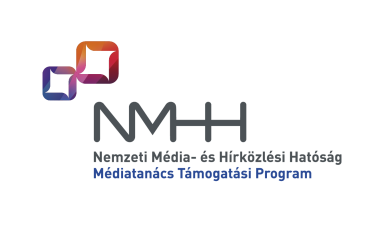 NMHH
Nemzeti Média- és Hírközlési Hatóság
Médiatanács Támogatási Program